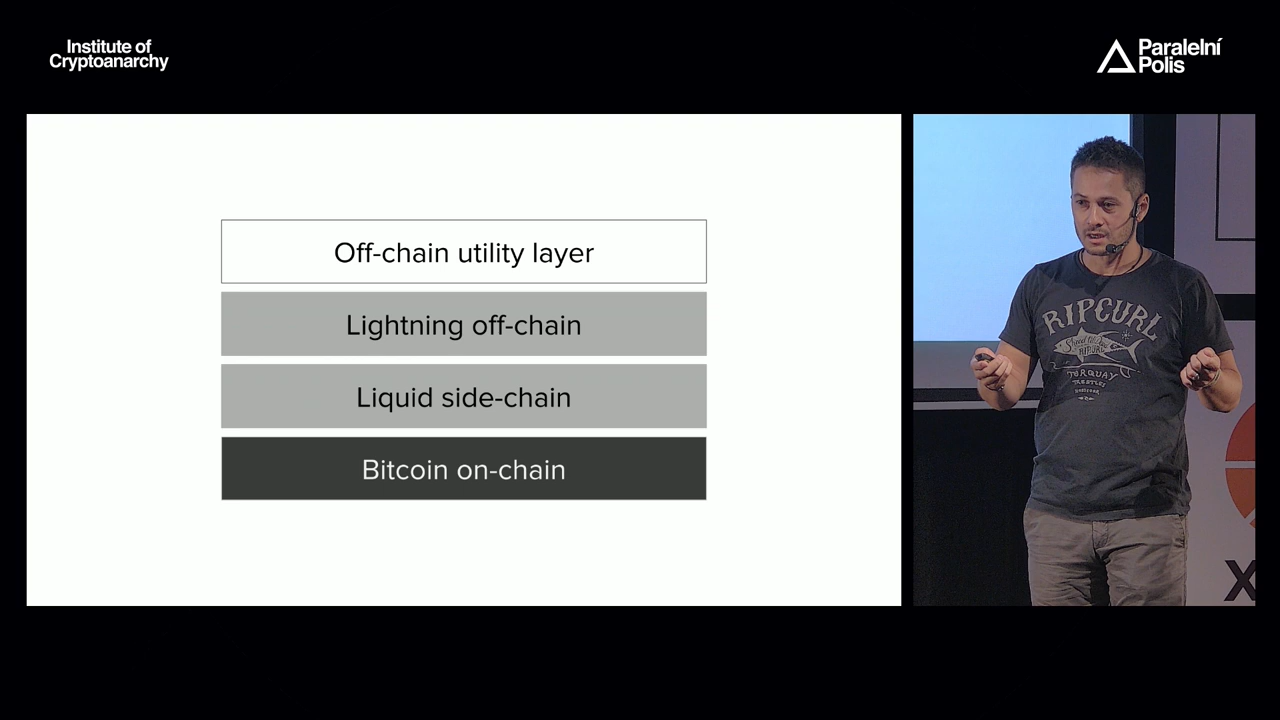 Institute of
Cryptoanarchy
Paralelní
Polis
Off-chain utility layer
Lightning off-chain
Liquid side-chain
Bitcoin on-chain
RIPCURL
TORQUAY
X